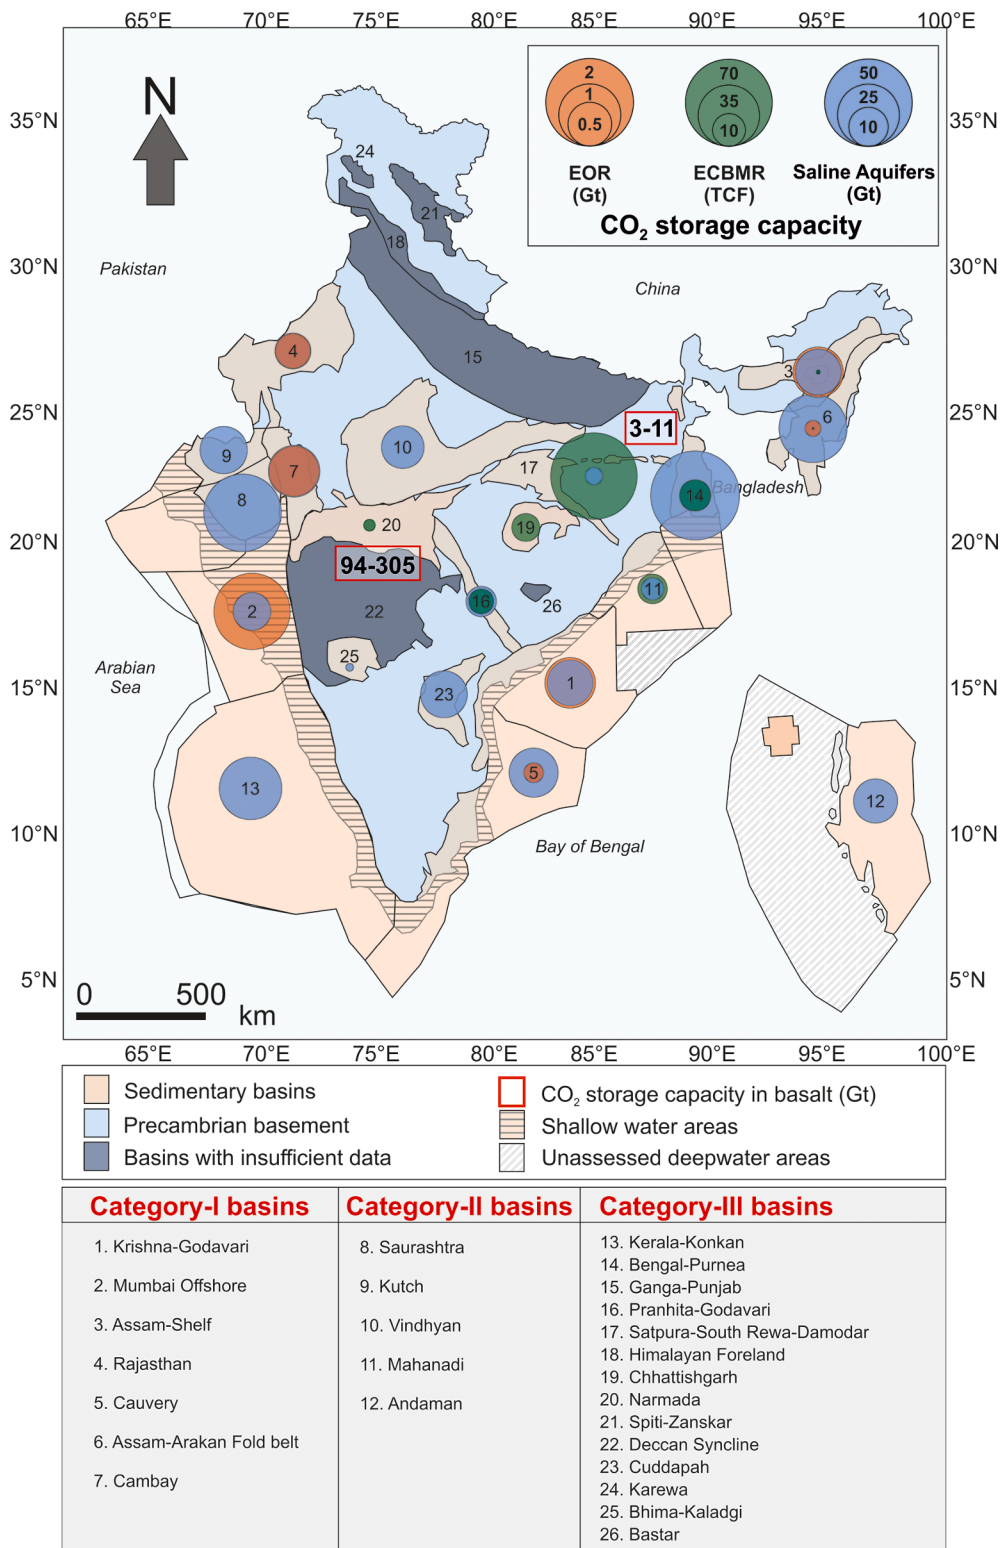 65°E 70°E 75°E 80°E 85°E 90°E 95°E 100°E
N
2
1
0.5
EOR
(Gt)
70
35
10
ECBMR
(TCF)
50
25
10
Saline Aquifers
(Gt)
CO₂ storage capacity
35°N 35°N
24
21
18
Pakistan
30°N 30°N
China
4
15
3
25°N 25°N
3-11
6
10
9
17
7
8
14
Bangladesh
20
19
20°N 20°N
94-305
11
16
26
2
22
25
Arabian
Sea
1
15°N 15°N
23
5
13
12
10°N 10°N
Bay of Bengal
5°N 5°N
0 500
km
65°E 70°E 75°E 80°E 85°E 90°E 95°E 100°E
Sedimentary basins
Precambrian basement
Basins with insufficient data
CO₂ storage capacity in basalt (Gt)
Shallow water areas
Unassessed deepwater areas
Category-I basins
1. Krishna-Godavari
2. Mumbai Offshore
3. Assam-Shelf
4. Rajasthan
5. Cauvery
6. Assam-Arakan Fold belt
7. Cambay
Category-II basins
8. Saurashtra
9. Kutch
10. Vindhyan
11. Mahanadi
12. Andaman
Category-III basins
13. Kerala-Konkan
14. Bengal-Purnea
15. Ganga-Punjab
16. Pranhita-Godavari
17. Satpura-South Rewa-Damodar
18. Himalayan Foreland
19. Chhattishgarh
20. Narmada
21. Spiti-Zanskar
22. Deccan Syncline
23. Cuddapah
24. Karewa
25. Bhima-Kaladgi
26. Bastar